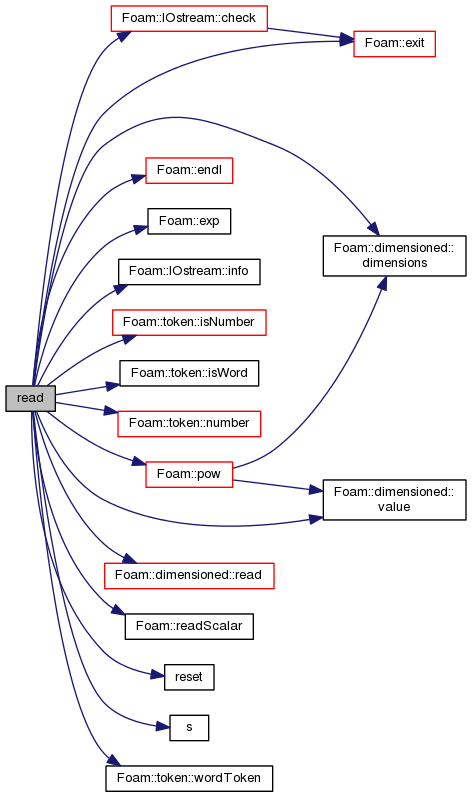 Foam::IOstream::check
Foam::exit
Foam::endl
Foam::exp
Foam::dimensioned::
dimensions
Foam::IOstream::info
Foam::token::isNumber
Foam::token::isWord
read
Foam::token::number
Foam::pow
Foam::dimensioned::
value
Foam::dimensioned::read
Foam::readScalar
reset
s
Foam::token::wordToken